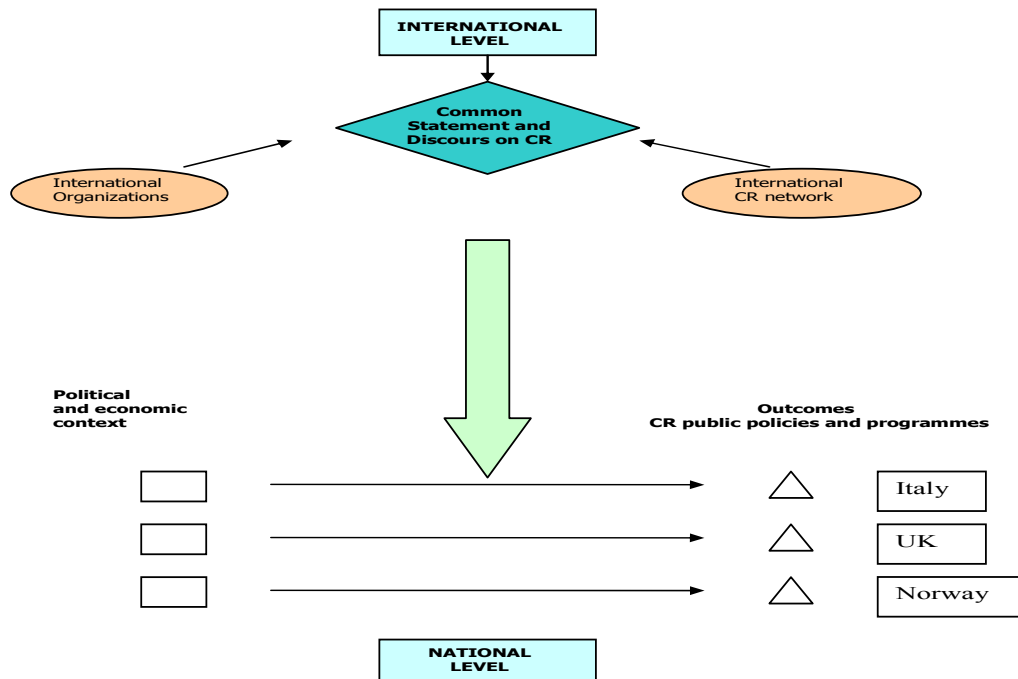 INTERNATIONAL
LEVEL
Common
Statement and
Discours on CR
International
Organizations
International
CR network
Political
and economic
context
Outcomes
CR public policies and programmes
Italy
UK
Norway
NATIONAL
LEVEL